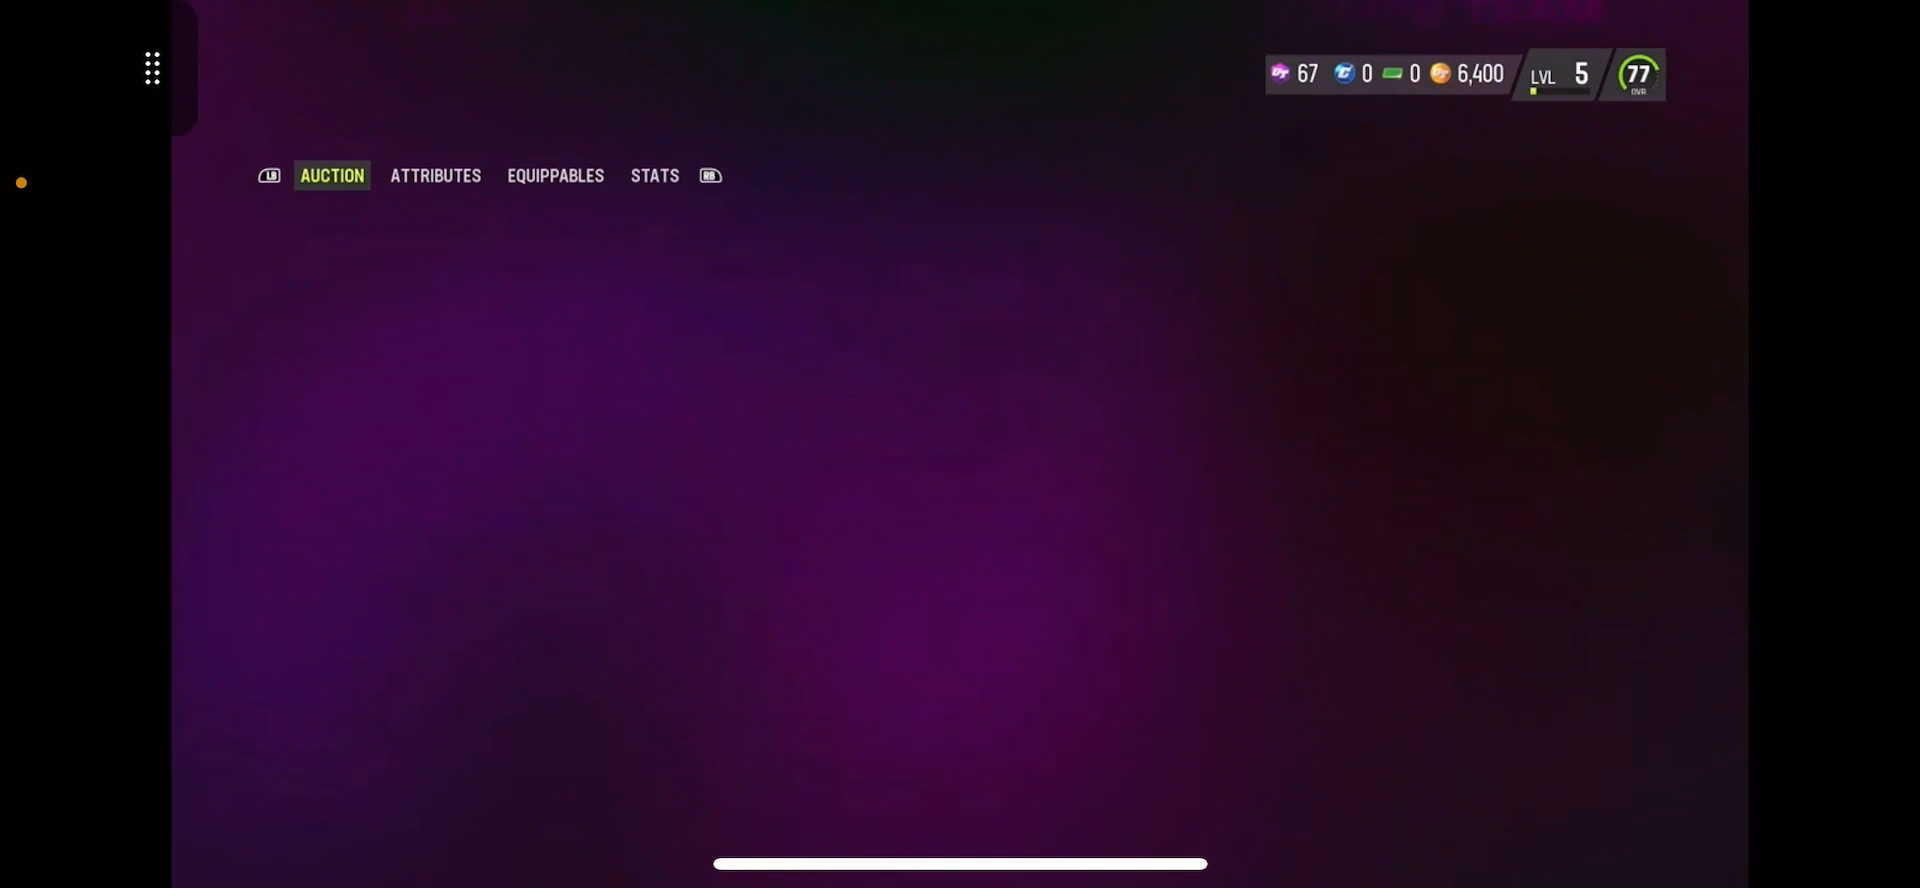 67 0 0 6,400 LVL 5 77
OVR
LB AUCTION ATTRIBUTES EQUIPPABLES STATS RB